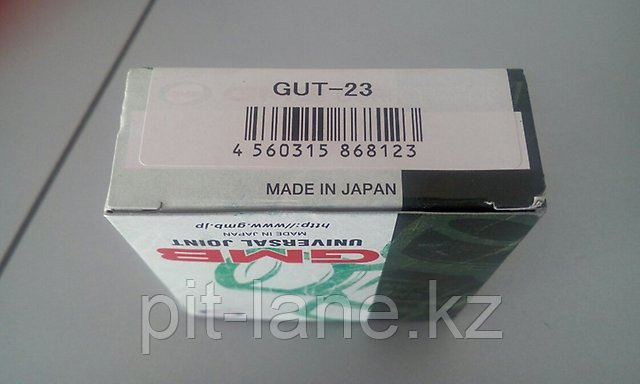 GUT-23
4 560315 868123
MADE IN JAPAN
http://www.gmb.jp
MADE IN JAPAN
UNIVERSAL JOINT
GMB
pit-lane.kz